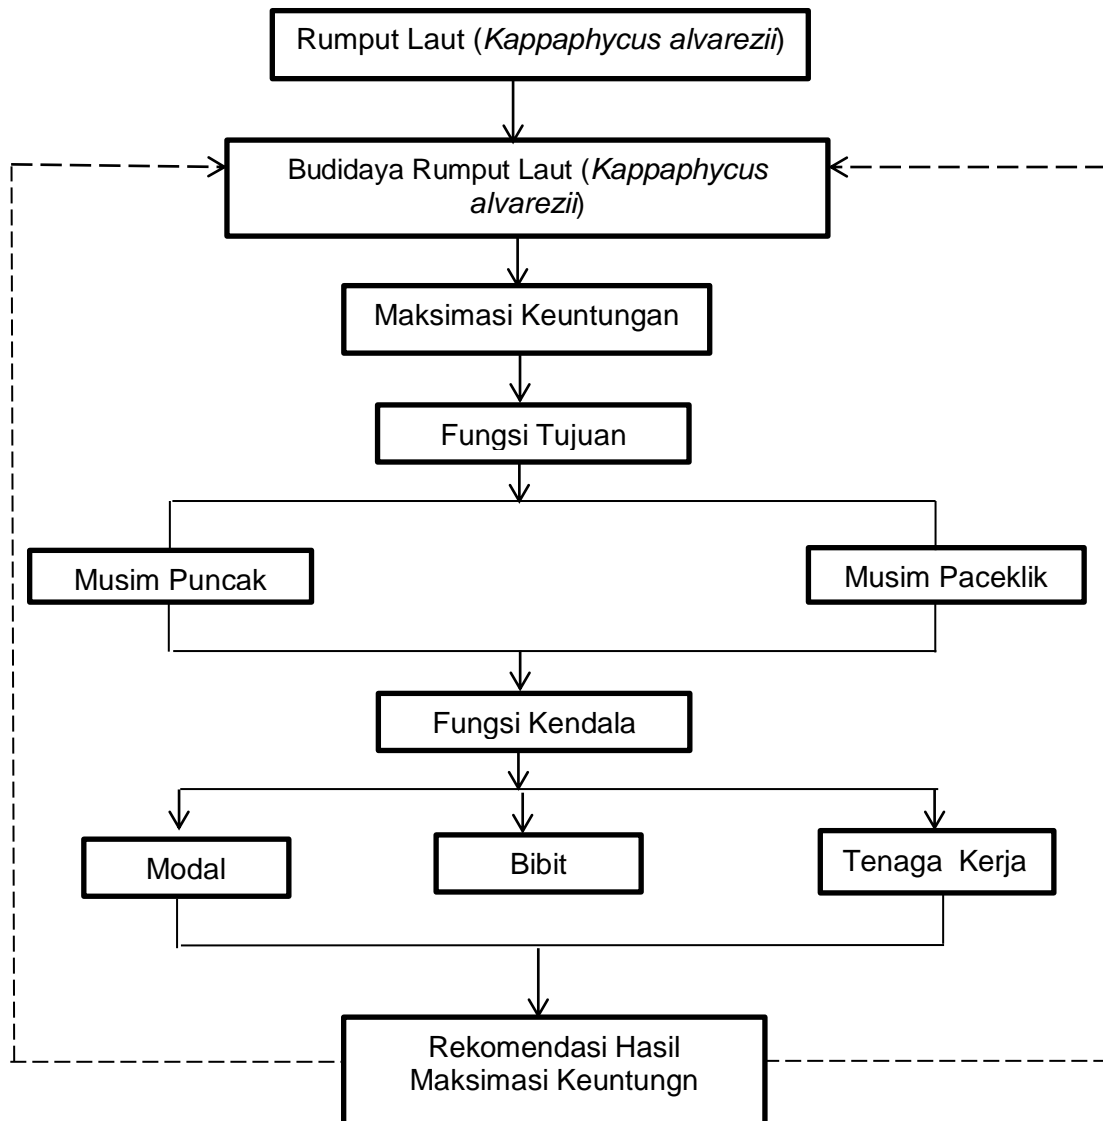 Rumput Laut (Kappaphycus alvarezii)
Budidaya Rumput Laut (Kappaphycus
alvarezii)
Maksimasi Keuntungan
Fungsi Tujuan
Musim Puncak
Musim Paceklik
Fungsi Kendala
Modal
Bibit
Tenaga Kerja
Rekomendasi Hasil
Maksimasi Keuntungn